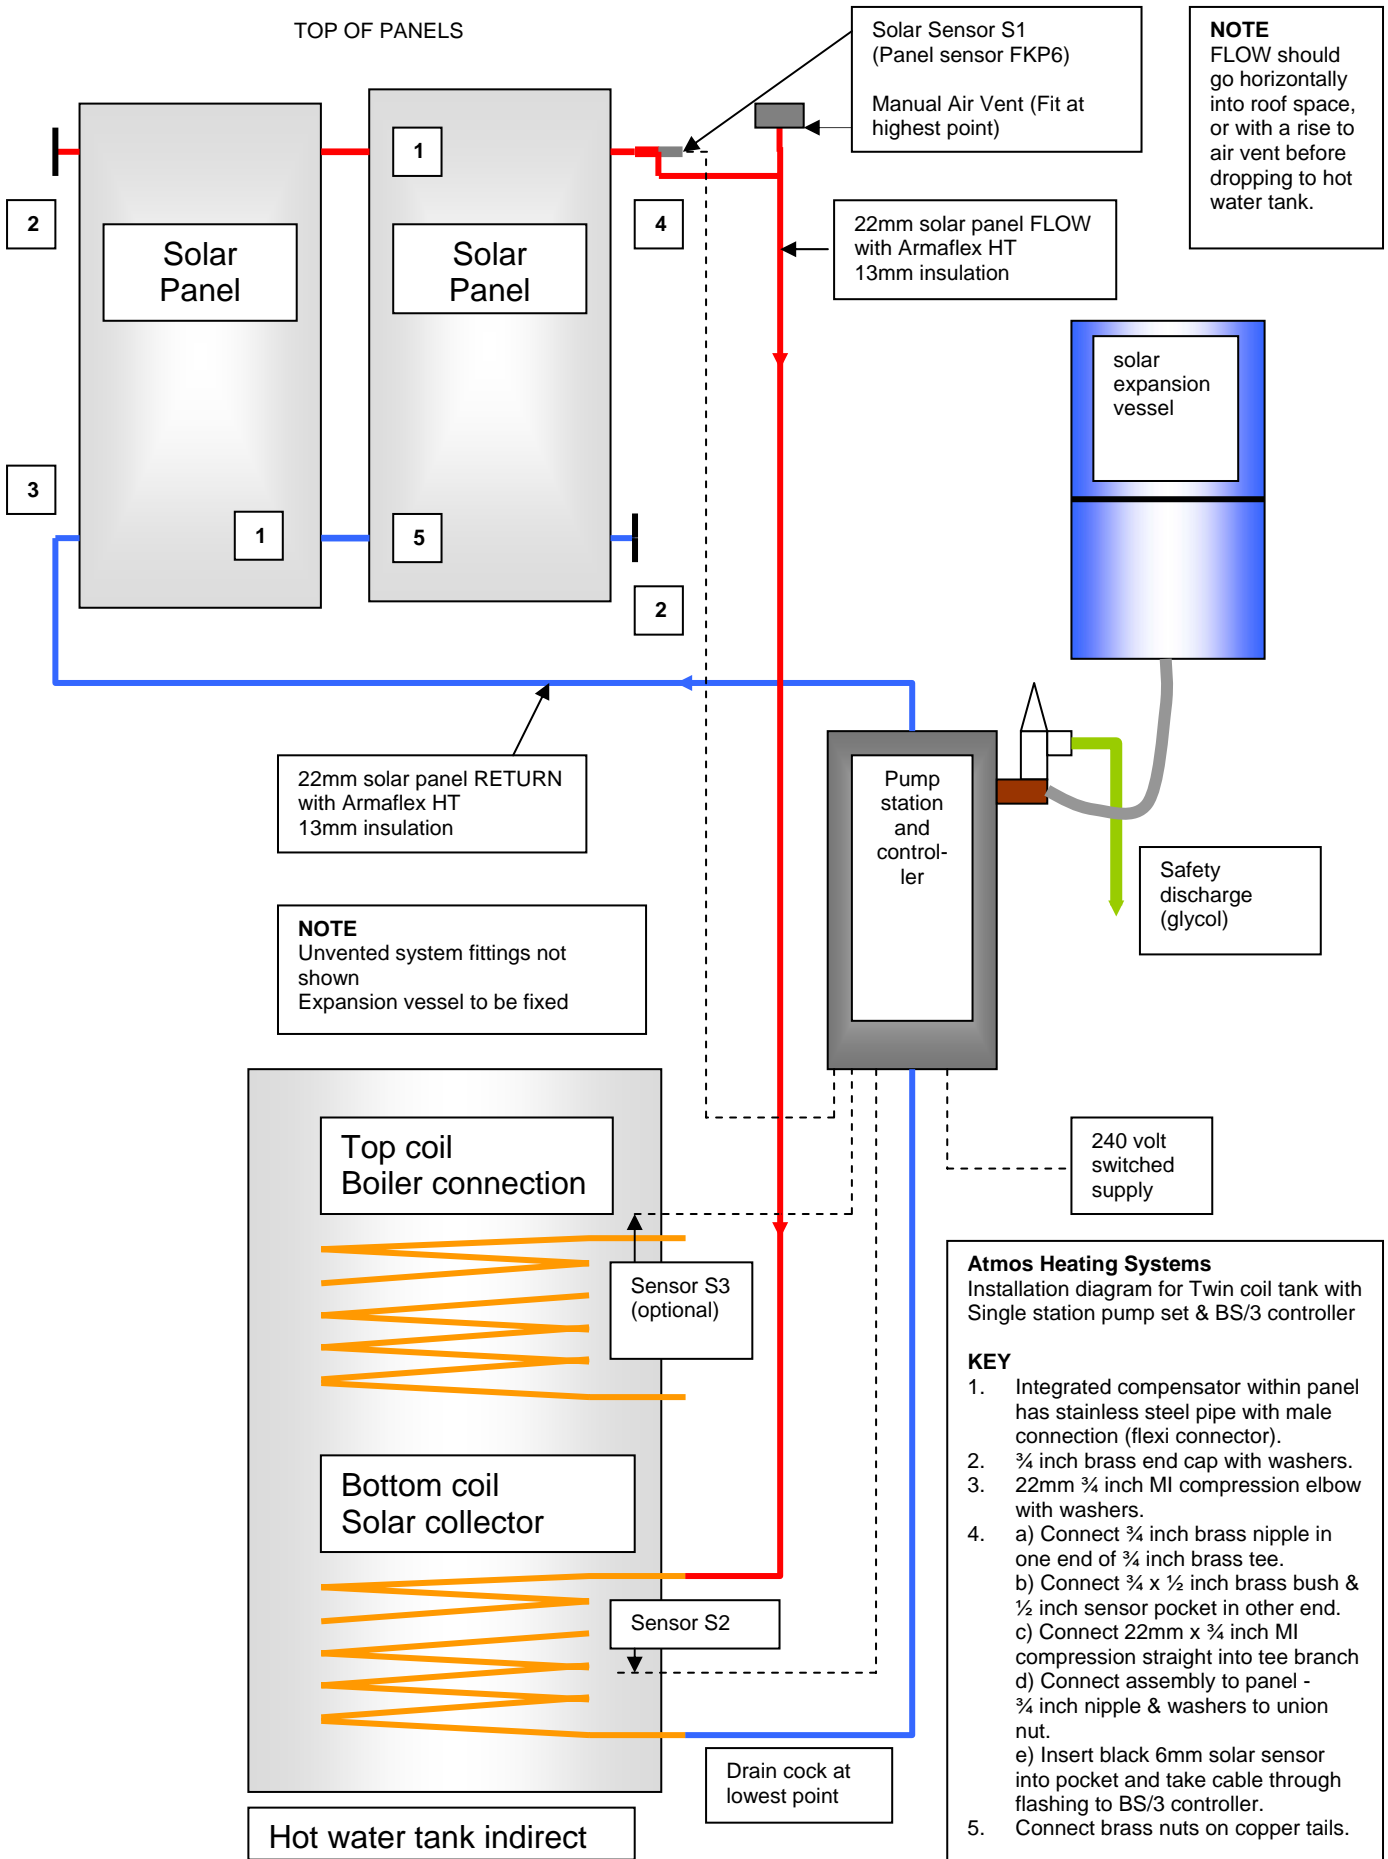 TOP OF PANELS
Solar Sensor S1
(Panel sensor FKP6)
Manual Air Vent (Fit at
highest point)
NOTE
FLOW should
go horizontally
into roof space,
or with a rise to
air vent before
dropping to hot
water tank.
1
2
4
Solar
Panel
Solar
Panel
22mm solar panel FLOW
with Armaflex HT
13mm insulation
solar
expansion
vessel
3
1
5
2
22mm solar panel RETURN
with Armaflex HT
13mm insulation
Pump
station
and
control-
ler
Safety
discharge
(glycol)
NOTE
Unvented system fittings not
shown
Expansion vessel to be fixed
Top coil
Boiler connection
240 volt
switched
supply
Sensor S3
(optional)
Bottom coil
Solar collector
Sensor S2
Drain cock at
lowest point
Hot water tank indirect
Atmos Heating Systems
Installation diagram for Twin coil tank with
Single station pump set & BS/3 controller
KEY
1. Integrated compensator within panel
has stainless steel pipe with male
connection (flexi connector).
2. ¾ inch brass end cap with washers.
3. 22mm ¾ inch MI compression elbow
with washers.
4. a) Connect ¾ inch brass nipple in
one end of ¾ inch brass tee.
b) Connect ¾ x ½ inch brass bush &
½ inch sensor pocket in other end.
c) Connect 22mm x ¾ inch MI
compression straight into tee branch
d) Connect assembly to panel -
¾ inch nipple & washers to union
nut.
e) Insert black 6mm solar sensor
into pocket and take cable through
flashing to BS/3 controller.
5. Connect brass nuts on copper tails.